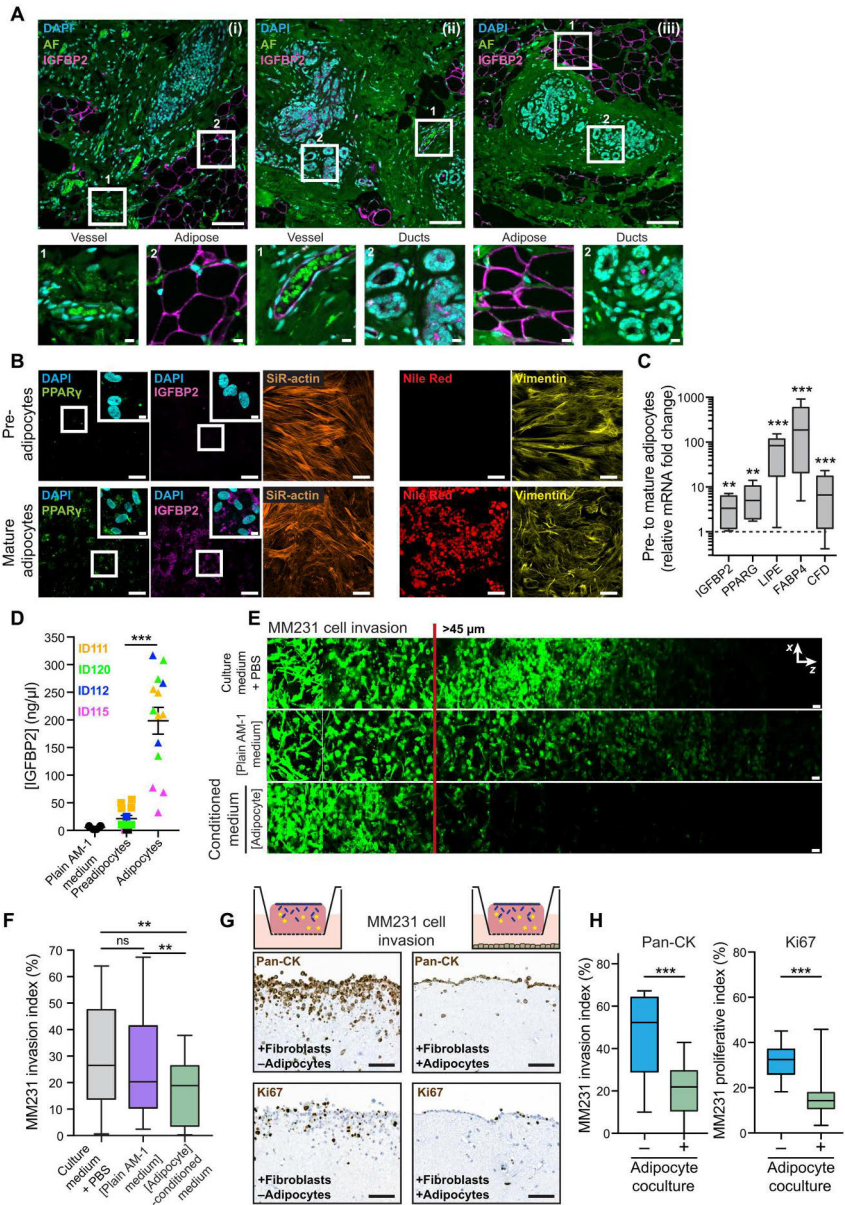 A
DAPI
AF
IGFBP2
(i)
1
2
DAPI
AF
IGFBP2
(ii)
1
2
DAPI
AF
IGFBP2
(iii)
1
2
Vessel
Adipose
Vessel
Ducts
Adipose
Ducts
1
2
1
2
1
2
B
Pre-
adipocytes
DAPI
PPARγ
DAPI
IGFBP2
SiR-actin
Nile Red
Vimentin
Mature
adipocytes
DAPI
PPARγ
DAPI
IGFBP2
SiR-actin
Nile Red
Vimentin
C
Pre- to mature adipocytes
(relative mRNA fold change)
1000
100
10
1
**
**
***
***
***
IGFBP2
PPARG
LIPE
FABP4
CFD
D
[IGFBP2] (ng/µl)
350
300
250
200
150
100
50
0
ID111
ID120
ID112
ID115
***
Plain AM-1
medium
Preadipocytes
Adipocytes
E
MM231 cell invasion
>45 µm
x
z
Culture
medium
+ PBS
[Plain AM-1
medium]
Conditioned
medium
[Adipocyte]
F
MM231 invasion index (%)
80
70
60
50
40
30
20
10
0
**
ns
**
Culture
medium
+ PBS
[Plain AM-1
medium]
[Adipocyte]
-conditioned
medium
G
MM231 cell
invasion
Pan-CK
+Fibroblasts
–Adipocytes
Pan-CK
+Fibroblasts
+Adipocytes
Ki67
+Fibroblasts
–Adipocytes
Ki67
+Fibroblasts
+Adipocytes
H
Pan-CK
MM231 invasion index (%)
80
60
40
20
0
***
–
+
Adipocyte
coculture
Ki67
MM231 proliferative index (%)
80
60
40
20
0
***
–
+
Adipocyte
coculture